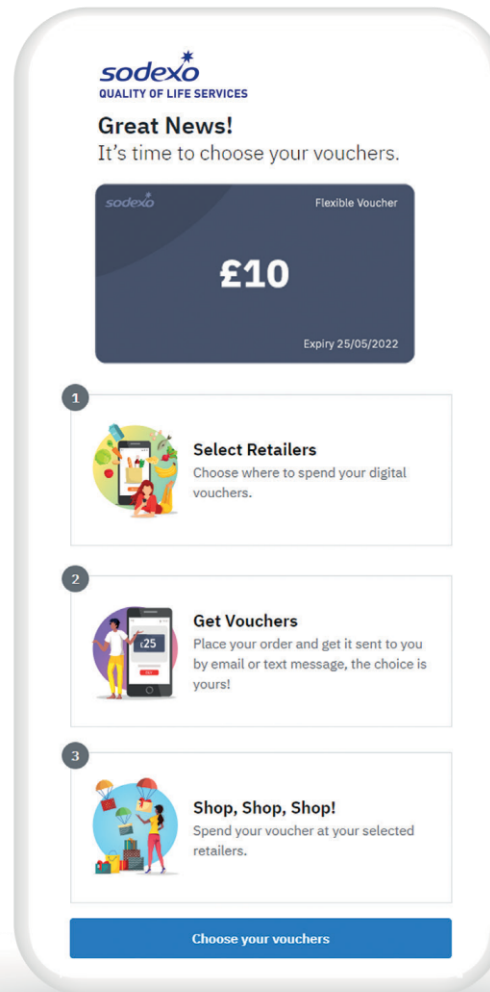 sodexo
QUALITY OF LIFE SERVICES
Great News!
It's time to choose your vouchers.
sodexo
Flexible Voucher
£10
Expiry 25/05/2022
1
Select Retailers
Choose where to spend your digital
vouchers.
2
£25
Get Vouchers
Place your order and get it sent to you
by email or text message, the choice is
yours!
3
Shop, Shop, Shop!
Spend your voucher at your selected
retailers.
Choose your vouchers